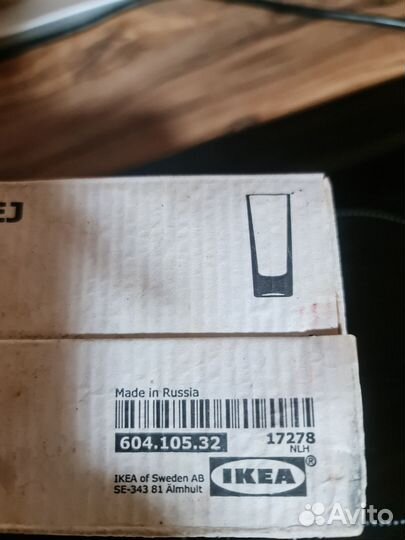 EJ
Made in Russia
604.105.32
17278
NLH
IKEA of Sweden AB
SE-343 81 Älmhult
IKEA®
Avito